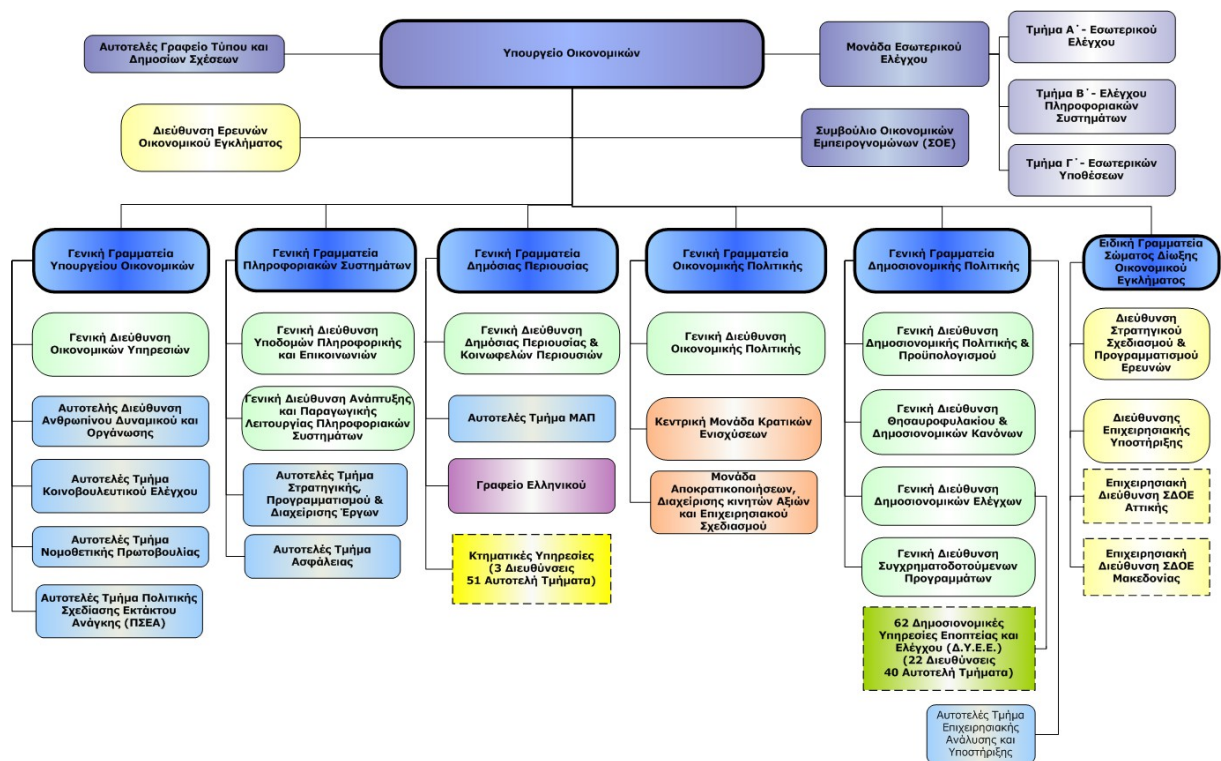 Αυτοτελές Γραφείο Τύπου και
Δημοσίων Σχέσεων
Υπουργείο Οικονομικών
Μονάδα Εσωτερικού
Ελέγχου
Τμήμα Α΄- Εσωτερικού
Ελέγχου
Τμήμα Β΄- Ελέγχου
Πληροφοριακών
Συστημάτων
Τμήμα Γ΄- Εσωτερικών
Υποθέσεων
Διεύθυνση Ερευνών
Οικονομικού Εγκλήματος
Συμβούλιο Οικονομικών
Εμπειρογνομώνων (ΣΟΕ)
Γενική Γραμματεία
Υπουργείου Οικονομικών
Γενική Διεύθυνση
Οικονομικών Υπηρεσιών
Αυτοτελής Διεύθυνση
Ανθρωπίνου Δυναμικού και
Οργάνωσης
Αυτοτελές Τμήμα
Κοινοβουλευτικού Ελέγχου
Αυτοτελές Τμήμα
Νομοθετικής Πρωτοβουλίας
Αυτοτελές Τμήμα Πολιτικής
Σχεδίασης Εκτάκτου
Ανάγκης (ΠΣΕΑ)
Γενική Γραμματεία
Πληροφοριακών Συστημάτων
Γενική Διεύθυνση
Υποδομών Πληροφορικής
και Επικοινωνιών
Γενική Διεύθυνση Ανάπτυξης
και Παραγωγικής
Λειτουργίας Πληροφοριακών
Συστημάτων
Αυτοτελές Τμήμα
Στρατηγικής,
Προγραμματισμού &
Διαχείρισης Έργων
Αυτοτελές Τμήμα
Ασφάλειας
Γενική Γραμματεία
Δημόσιας Περιουσίας
Γενική Διεύθυνση
Δημόσιας Περιουσίας &
Κοινωφελών Περιουσιών
Αυτοτελές Τμήμα ΜΑΠ
Γραφείο Ελληνικού
Κτηματικές Υπηρεσίες
(3 Διευθύνσεις
51 Αυτοτελή Τμήματα)
Γενική Γραμματεία
Οικονομικής Πολιτικής
Γενική Διεύθυνση
Οικονομικής Πολιτικής
Κεντρική Μονάδα Κρατικών
Ενισχύσεων
Μονάδα
Αποκρατικοποιήσεων,
Διαχείρισης κινητών Αξιών
και Επιχειρησιακού
Σχεδιασμού
Γενική Γραμματεία
Δημοσιονομικής Πολιτικής
Γενική Διεύθυνση
Δημοσιονομικής Πολιτικής &
Προϋπολογισμού
Γενική Διεύθυνση
Θησαυροφυλακίου &
Δημοσιονομικών Κανόνων
Γενική Διεύθυνση
Δημοσιονομικών Ελέγχων
Γενική Διεύθυνση
Συγχρηματοδοτούμενων
Προγραμμάτων
62 Δημοσιονομικές
Υπηρεσίες Εποπτείας και
Ελέγχου (Δ.Υ.Ε.Ε.)
(22 Διευθύνσεις
40 Αυτοτελή Τμήματα)
Αυτοτελές Τμήμα
Επιχειρησιακής
Ανάλυσης και
Υποστήριξης
Ειδική Γραμματεία
Σώματος Δίωξης
Οικονομικού
Εγκλήματος
Διεύθυνση
Στρατηγικού
Σχεδιασμού &
Προγραμματισμού
Ερευνών
Διεύθυνσης
Επιχειρησιακής
Υποστήριξης
Επιχειρησιακή
Διεύθυνση ΣΔΟΕ
Αττικής
Επιχειρησιακή
Διεύθυνση ΣΔΟΕ
Μακεδονίας